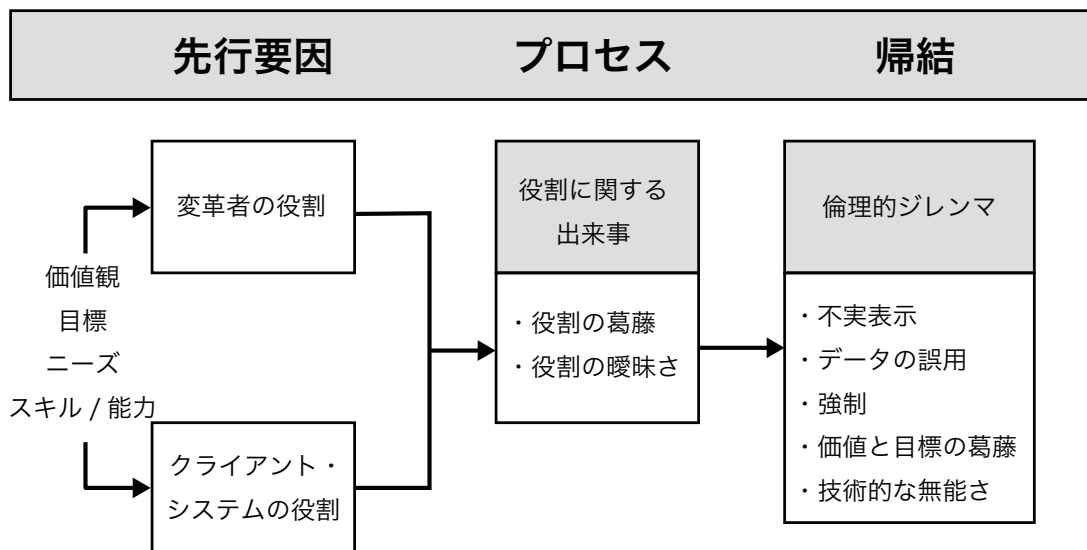 先行要因
プロセス
帰結
変革者の役割
価値観
目標
ニーズ
スキル / 能力
クライアント・
システムの役割
役割に関する
出来事
・役割の葛藤
・役割の曖昧さ
倫理的ジレンマ
・不実表示
・データの誤用
・強制
・価値と目標の葛藤
・技術的な無能さ